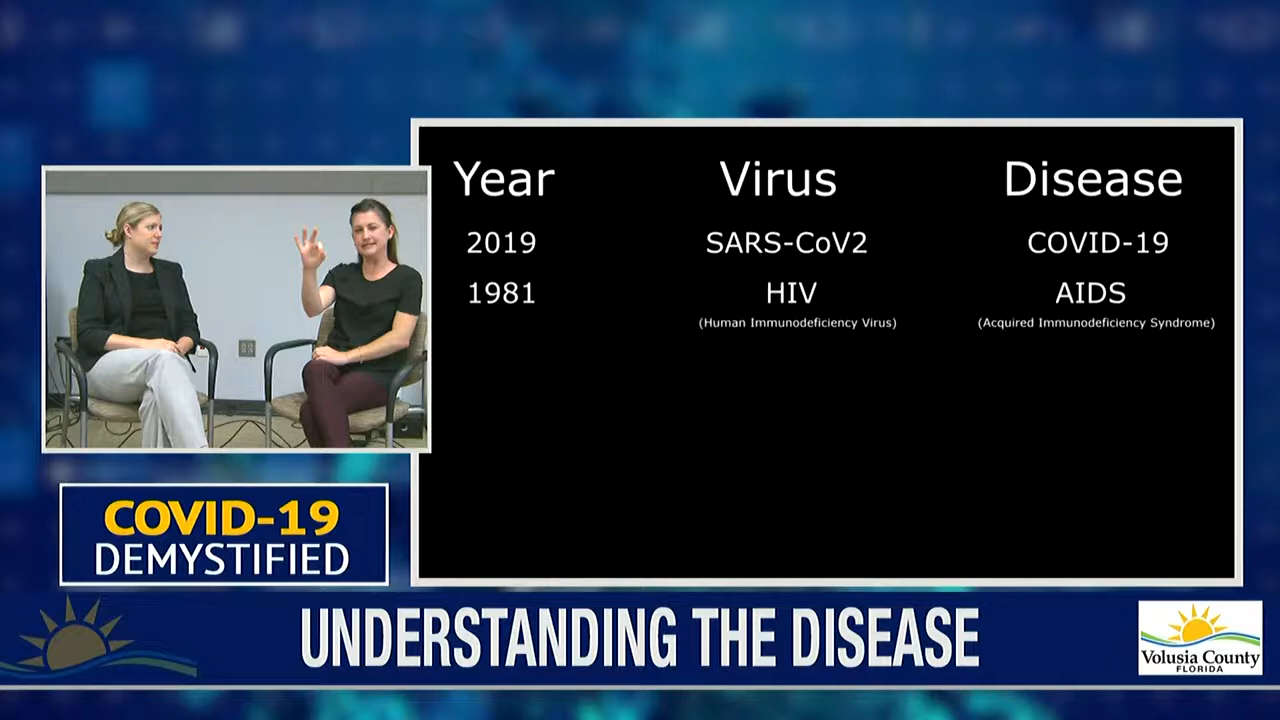 Year Virus Disease
2019 SARS-CoV2 COVID-19
1981 HIV AIDS
(Human Immunodeficiency Virus) (Acquired Immunodeficiency Syndrome)
COVID-19
DEMYSTIFIED
UNDERSTANDING THE DISEASE
Volusia County
FLORIDA